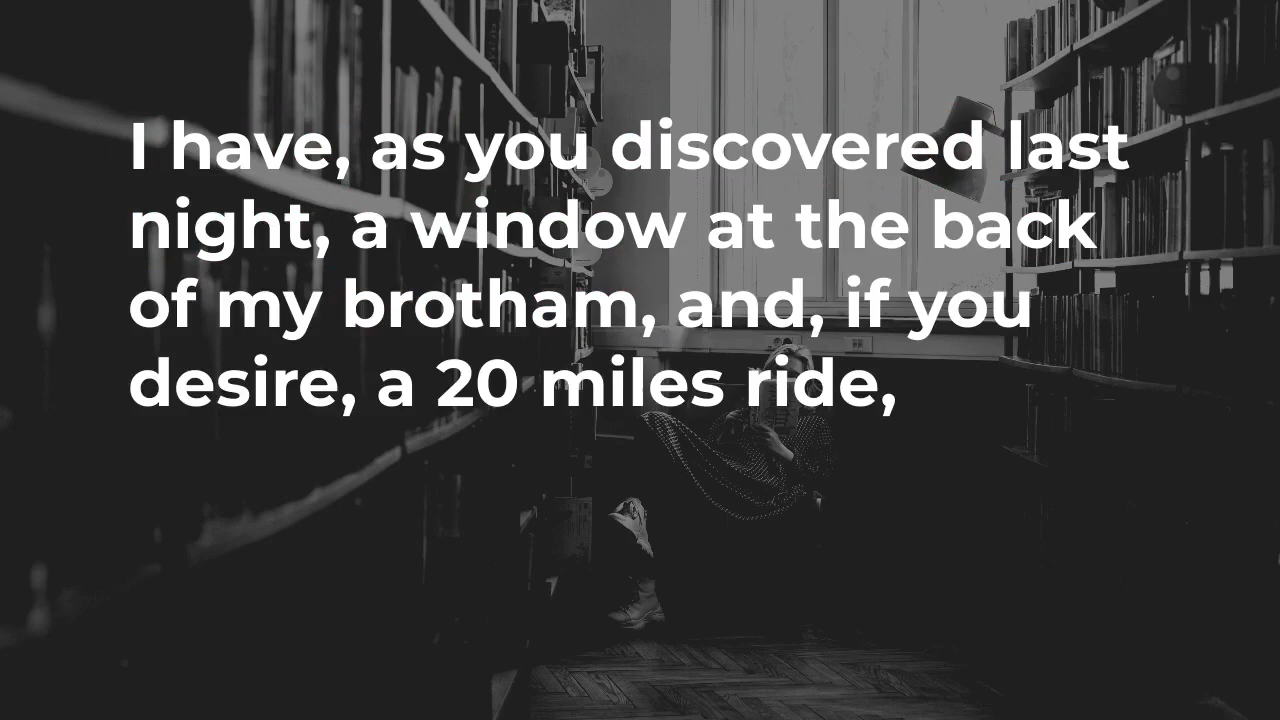 I have, as you discovered last
night, a window at the back
of my brotham, and, if you
desire, a 20 miles ride,